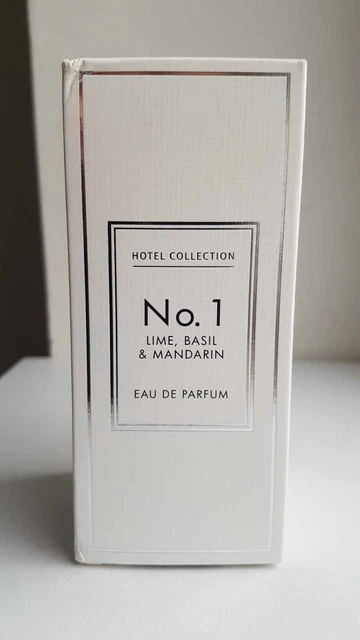 HOTEL COLLECTION
No. 1
LIME, BASIL
& MANDARIN
EAU DE PARFUM